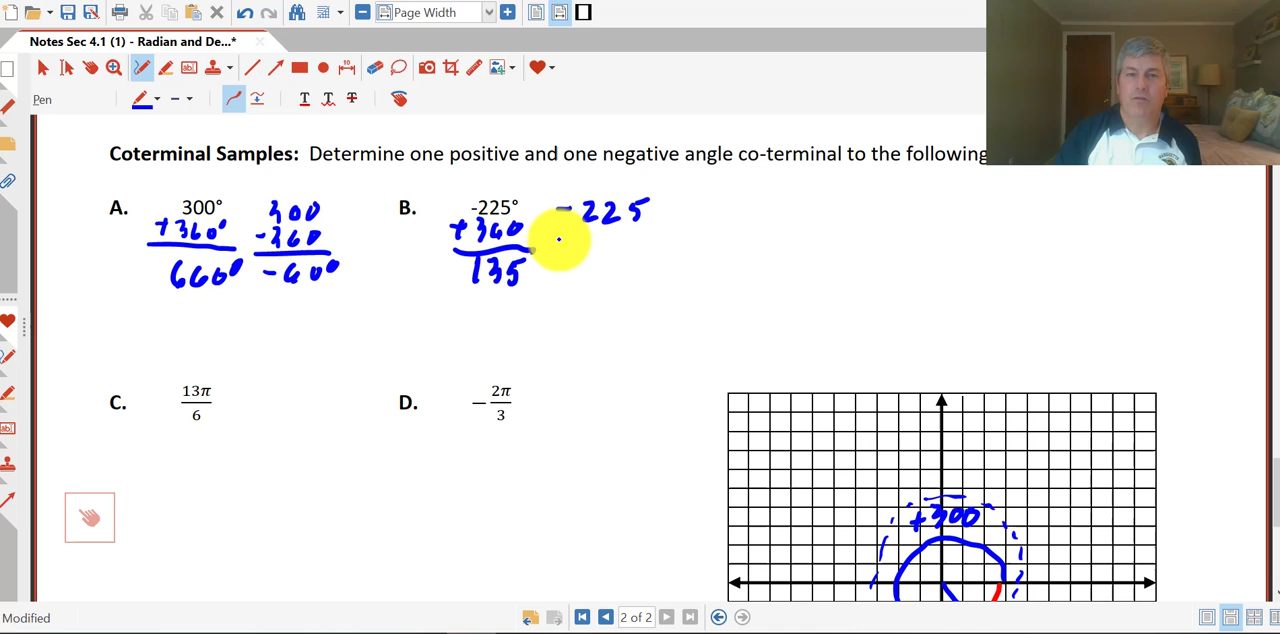 Page Width
Notes Sec 4.1 (1) - Radian and De...*
Pen
T T T
Coterminal Samples: Determine one positive and one negative angle co-terminal to the following
A. 300° 300 B. -225° - 225
+360° -360 +360
660° -60° 135
C. 13π/6 D. - 2π/3
+300
Modified
2 of 2